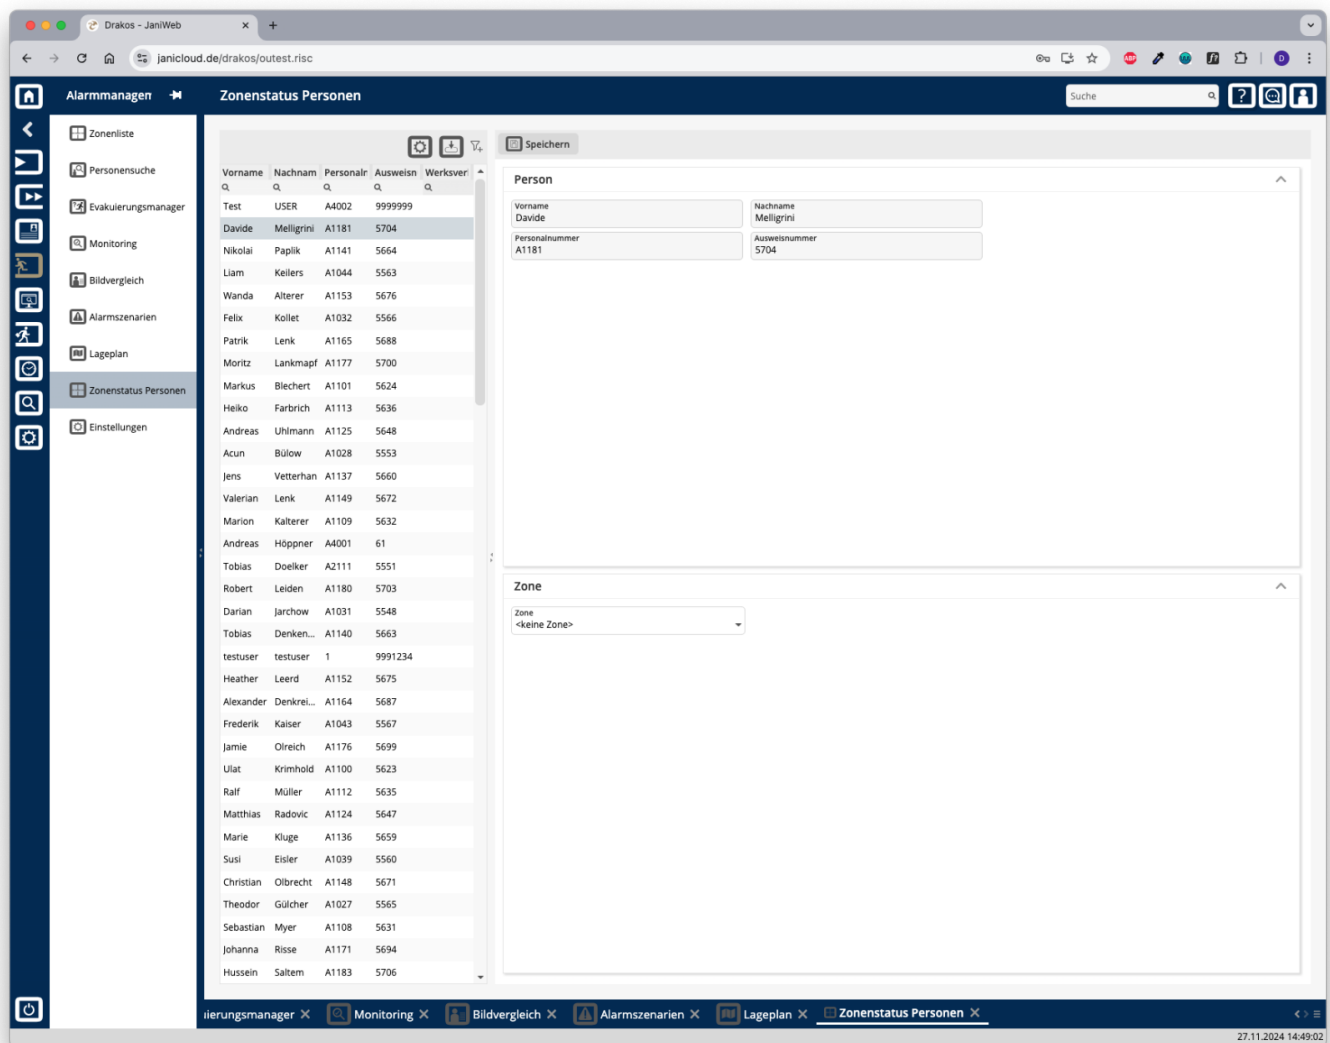 Drakos – JaniWeb
janicloud.de/drakos/outest.risc
ABP
D
Alarmmanagen
Zonenstatus Personen
Suche
Zonenliste
Personensuche
Evakuierungsmanager
Monitoring
Bildvergleich
Alarmszenarien
Lageplan
Zonenstatus Personen
Einstellungen
Vorname Nachnam Personalr Ausweisn Werksver
Test USER A4002 9999999
Davide Melligrini A1181 5704
Nikolai Paplik A1141 5664
Liam Keilers A1044 5563
Wanda Alterer A1153 5676
Felix Kollet A1032 5566
Patrik Lenk A1165 5688
Moritz Lankmapf A1177 5700
Markus Blechert A1101 5624
Heiko Farbrich A1113 5636
Andreas Uhlmann A1125 5648
Acun Bülow A1028 5553
Jens Vetterhan A1137 5660
Valerian Lenk A1149 5672
Marion Kalterer A1109 5632
Andreas Höppner A4001 61
Tobias Doelker A2111 5551
Robert Leiden A1180 5703
Darian Jarchow A1031 5548
Tobias Denken... A1140 5663
testuser testuser 1 9991234
Heather Leerd A1152 5675
Alexander Denkrei... A1164 5687
Frederik Kaiser A1043 5567
Jamie Olreich A1176 5699
Ulat Krimhold A1100 5623
Ralf Müller A1112 5635
Matthias Radovic A1124 5647
Marie Kluge A1136 5659
Susi Eisler A1039 5560
Christian Olbrecht A1148 5671
Theodor Gülcher A1027 5565
Sebastian Myer A1108 5631
Johanna Risse A1171 5694
Hussein Saltem A1183 5706
Speichern
Person
Vorname
Davide
Nachname
Melligrini
Personalnummer
A1181
Ausweisnummer
5704
Zone
Zone
<keine Zone>
ierungsmanager Monitoring Bildvergleich Alarmszenarien Lageplan Zonenstatus Personen
27.11.2024 14:49:02